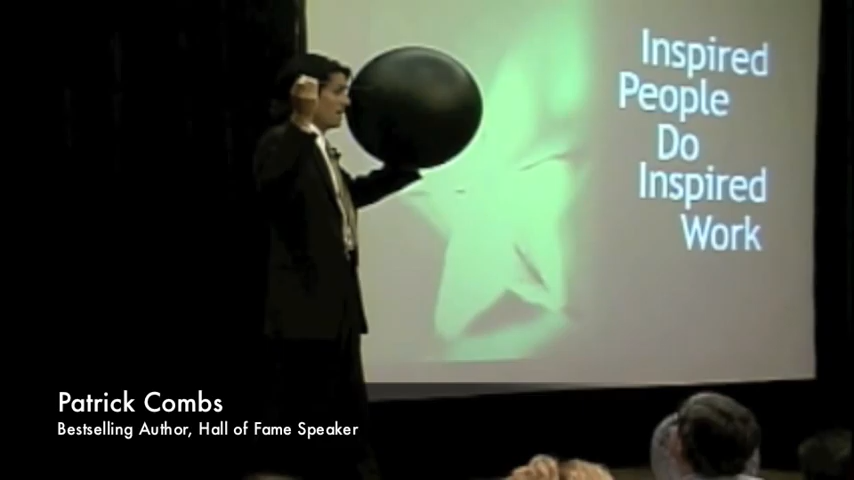 Inspired
People
Do
Inspired
Work
Patrick Combs
Bestselling Author, Hall of Fame Speaker